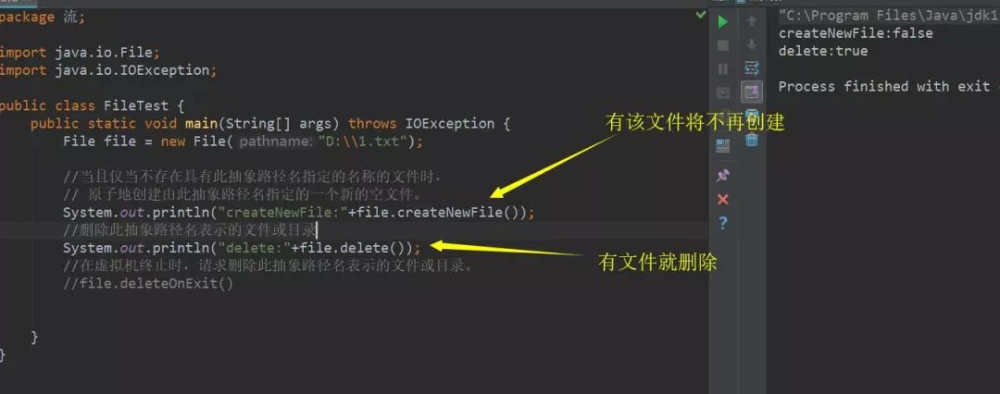 package 流;
import java.io.File;
import java.io.IOException;
public class FileTest {
public static void main(String[] args) throws IOException {
File file = new File( pathname: "D:\\1.txt");
//当且仅当不存在具有此抽象路径名指定的名称的文件时,
// 原子地创建由此抽象路径名指定的一个新的空文件。
System.out.println("createNewFile:"+file.createNewFile());
//删除此抽象路径名表示的文件或目录
System.out.println("delete:"+file.delete());
//在虚拟机终止时,请求删除此抽象路径名表示的文件或目录。
//file.deleteOnExit()
}
}
有该文件将不再创建
有文件就删除
"C:\Program Files\Java\jdk1
createNewFile:false
delete:true
Process finished with exit